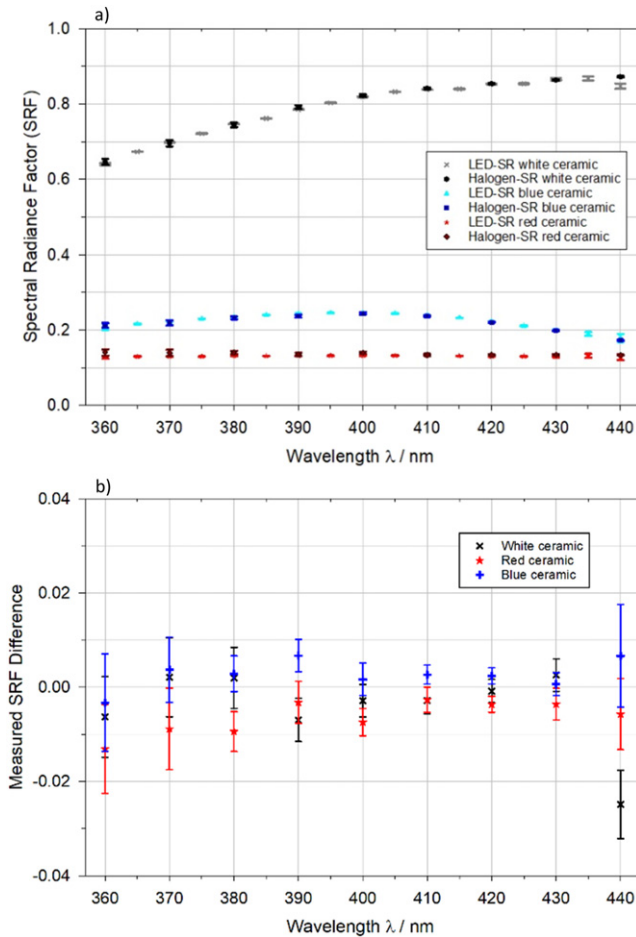 a)
Spectral Radiance Factor (SRF)
1.0
0.8
0.6
0.4
0.2
0.0
LED-SR white ceramic
Halogen-SR white ceramic
LED-SR blue ceramic
Halogen-SR blue ceramic
LED-SR red ceramic
Halogen-SR red ceramic
360 370 380 390 400 410 420 430 440
Wavelength λ / nm
b)
Measured SRF Difference
0.04
0.02
0.00
-0.02
-0.04
White ceramic
Red ceramic
Blue ceramic
360 370 380 390 400 410 420 430 440
Wavelength λ / nm